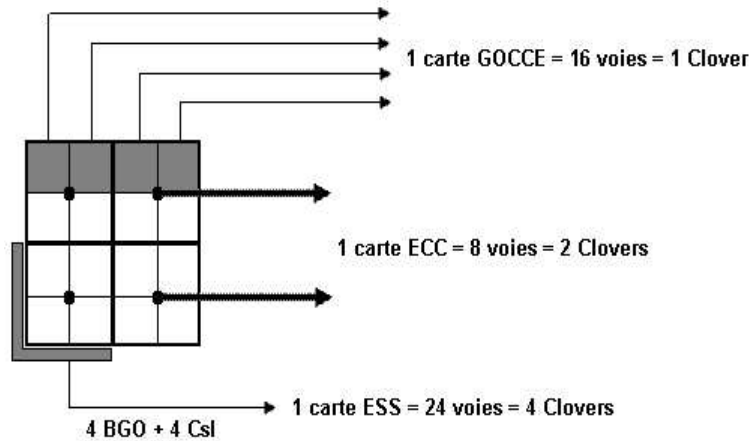 1 carte GOCCE = 16 voies = 1 Clover
1 carte ECC = 8 voies = 2 Clovers
1 carte ESS = 24 voies = 4 Clovers
4 BGO + 4 CsI